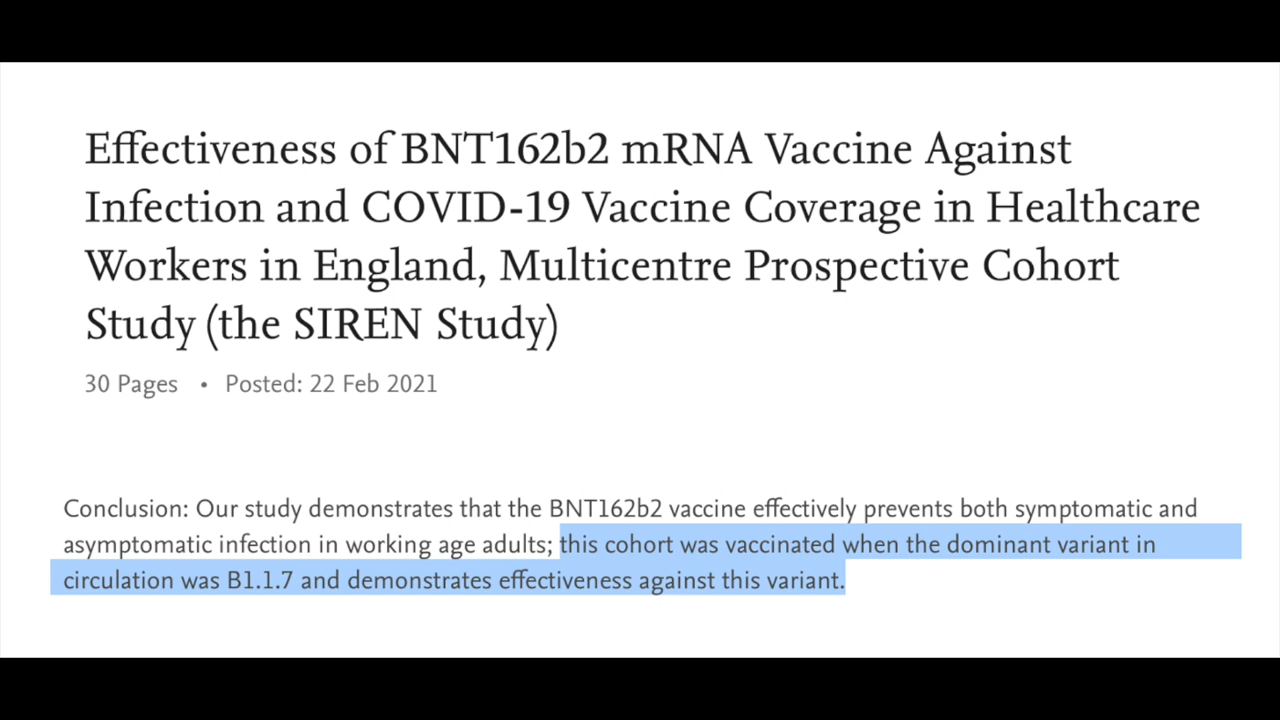 Effectiveness of BNT162b2 mRNA Vaccine Against
Infection and COVID-19 Vaccine Coverage in Healthcare
Workers in England, Multicentre Prospective Cohort
Study (the SIREN Study)
30 Pages • Posted: 22 Feb 2021
Conclusion: Our study demonstrates that the BNT162b2 vaccine effectively prevents both symptomatic and
asymptomatic infection in working age adults; this cohort was vaccinated when the dominant variant in
circulation was B1.1.7 and demonstrates effectiveness against this variant.